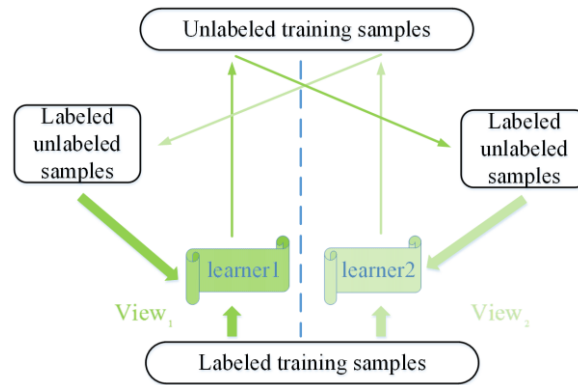 Unlabeled training samples
Labeled
unlabeled
samples
Labeled
unlabeled
samples
learner1
learner2
View₁
View₂
Labeled training samples